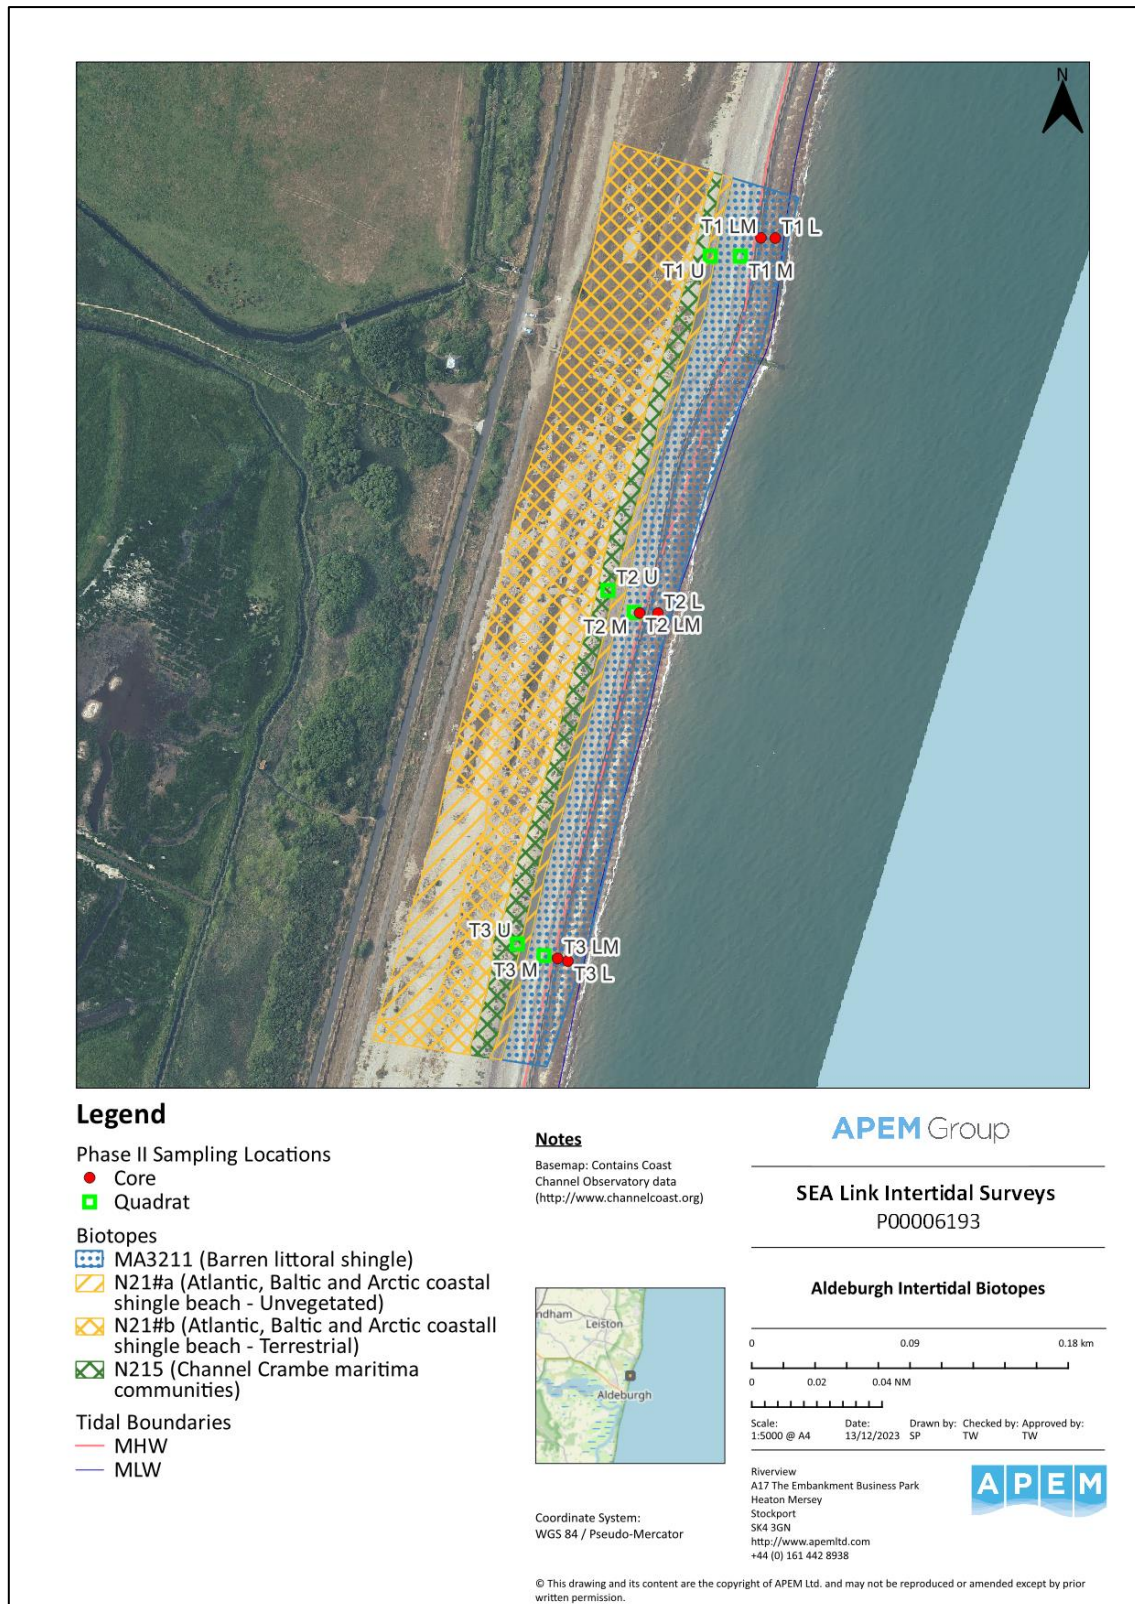 N
T1 LM
T1 L
T1 U
T1 M
T2 U
T2 L
T2 M
T2 LM
T3 U
T3 LM
T3 M
T3 L
Legend
Phase II Sampling Locations
Core
Quadrat
Biotopes
MA3211 (Barren littoral shingle)
N21#a (Atlantic, Baltic and Arctic coastal
shingle beach - Unvegetated)
N21#b (Atlantic, Baltic and Arctic coastall
shingle beach - Terrestrial)
N215 (Channel Crambe maritima
communities)
Tidal Boundaries
MHW
MLW
Notes
Basemap: Contains Coast
Channel Observatory data
(http://www.channelcoast.org)
ndham
Leiston
Aldeburgh
Coordinate System:
WGS 84 / Pseudo-Mercator
APEM Group
SEA Link Intertidal Surveys
P00006193
Aldeburgh Intertidal Biotopes
0 0.09 0.18 km
0 0.02 0.04 NM
Scale: Date: Drawn by: Checked by: Approved by:
1:5000 @ A4 13/12/2023 SP TW TW
Riverview
A17 The Embankment Business Park
Heaton Mersey
Stockport
SK4 3GN
http://www.apemltd.com
+44 (0) 161 442 8938
APEM
© This drawing and its content are the copyright of APEM Ltd. and may not be reproduced or amended except by prior
written permission.